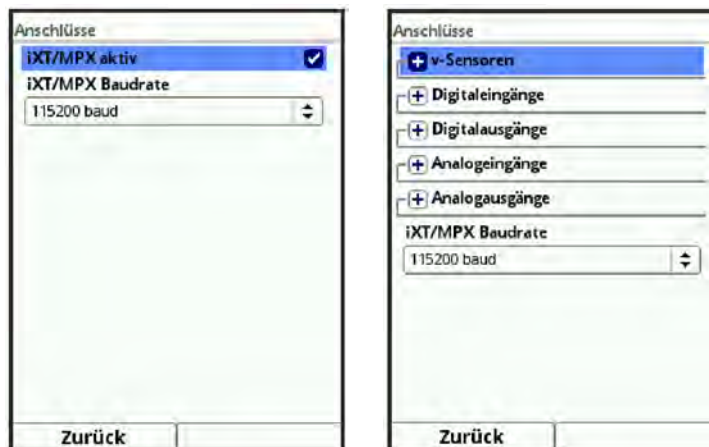 Anschlüsse
iXT/MPX aktiv
iXT/MPX Baudrate
115200 baud
Zurück
Anschlüsse
v-Sensoren
Digitaleingänge
Digitalausgänge
Analogeingänge
Analogausgänge
iXT/MPX Baudrate
115200 baud
Zurück